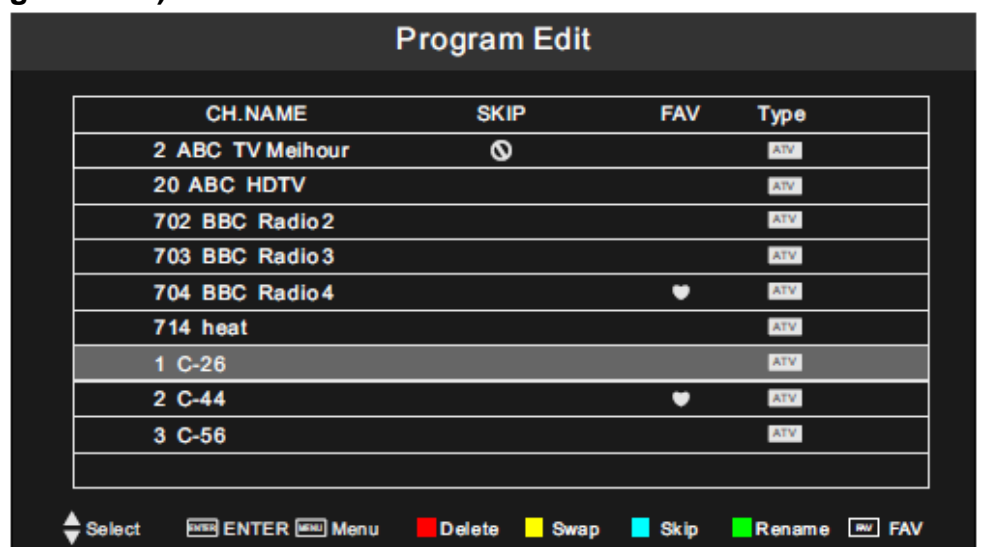 Program Edit
CH.NAME SKIP FAV Type
2 ABC TV Meihour ATV
20 ABC HDTV ATV
702 BBC Radio 2 ATV
703 BBC Radio 3 ATV
704 BBC Radio 4 ATV
714 heat ATV
1 C-26 ATV
2 C-44 ATV
3 C-56 ATV
Select ENTER ENTER MENU Menu Delete Swap Skip Rename FAV FAV